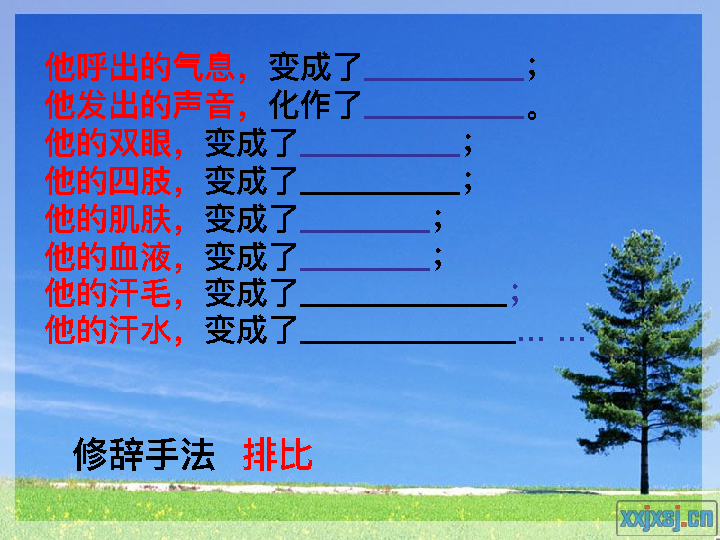 他呼出的气息，变成了__________；
他发出的声音，化作了__________。
他的双眼，变成了__________；
他的四肢，变成了__________；
他的肌肤，变成了________；
他的血液，变成了________；
他的汗毛，变成了_____________；
他的汗水，变成了_____________… …
修辞手法 排比
xxjxsj.cn